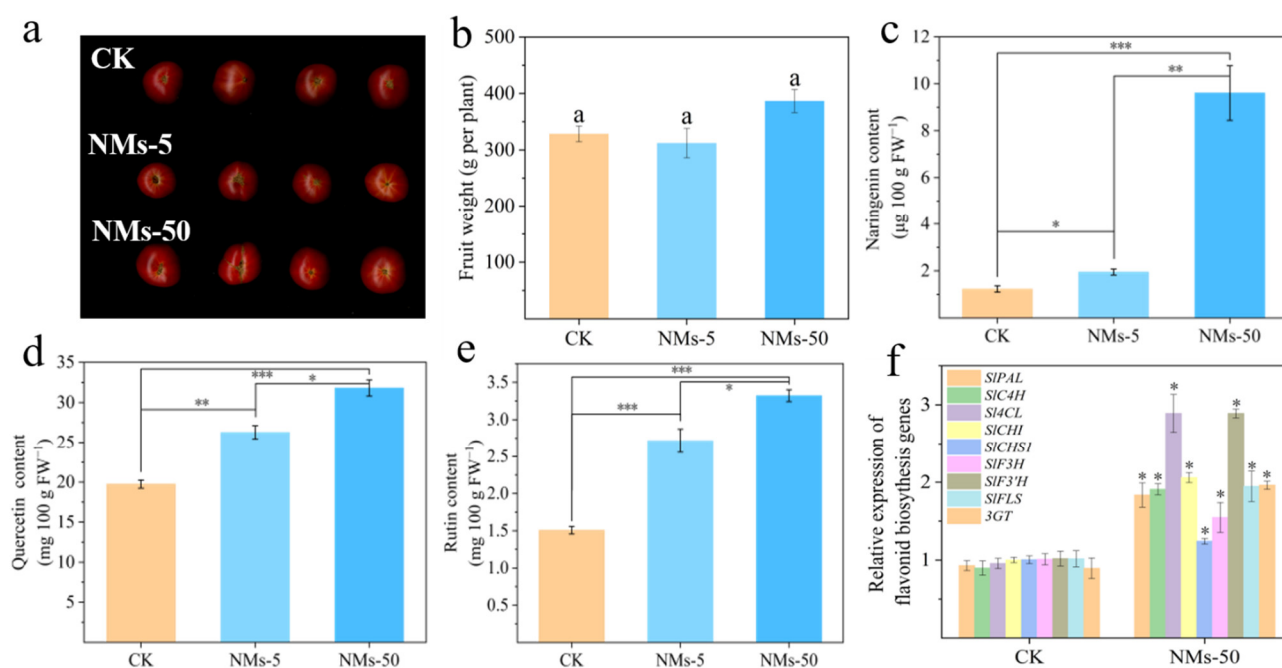 a
CK
NMs-5
NMs-50
b
500
400
300
200
100
Fruit weight (g per plant)
a
a
a
CK
NMs-5
NMs-50
c
12
10
8
6
4
2
Naringenin content
(µg 100 g FW⁻¹)
***
**
*
CK
NMs-5
NMs-50
d
35
30
25
20
15
10
5
Quercetin content
(mg 100 g FW⁻¹)
***
*
**
CK
NMs-5
NMs-50
e
3.5
3.0
2.5
2.0
1.5
1.0
0.5
Rutin content
(mg 100 g FW⁻¹)
***
*
***
CK
NMs-5
NMs-50
f
SlPAL
SlC4H
Sl4CL
SlCHI
SlCHS1
SlF3H
SlF3'H
SlFLS
3GT
3
2
1
0
Relative expression of
flavonid biosythesis genes
* * * * * * * * *
CK
NMs-50